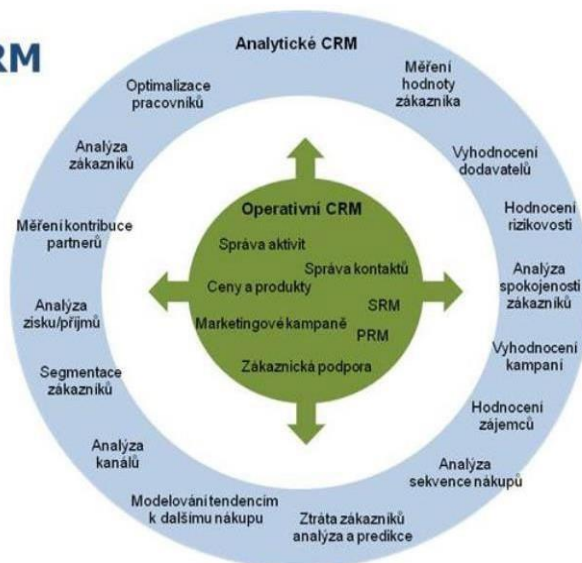 RM
Analytické CRM
Měření
hodnoty
zákazníka
Vyhodnocení
dodavatelů
Hodnocení
rizikovosti
Analýza
spokojenosti
zákazníků
Vyhodnocení
kampaní
Hodnocení
zájemců
Analýza
sekvence nákupů
Ztráta zákazníků
analýza a predikce
Modelování tendencím
k dalšímu nákupu
Analýza
kanálů
Segmentace
zákazníků
Analýza
zisku/příjmů
Měření kontribuce
partnerů
Analýza
zákazníků
Optimalizace
pracovníků
Operativní CRM
Správa aktivit
Správa kontaktů
Ceny a produkty
SRM
Marketingové kampaně
PRM
Zákaznická podpora